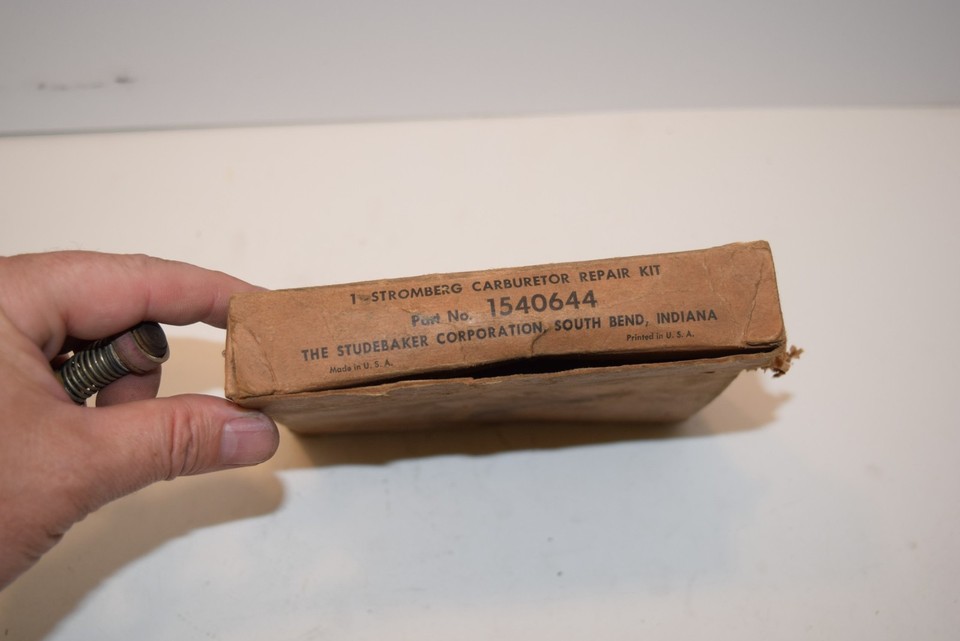 1-STROMBERG CARBURETOR REPAIR KIT
Part No. 1540644
THE STUDEBAKER CORPORATION, SOUTH BEND, INDIANA
Made in U. S. A. Printed in U. S. A.